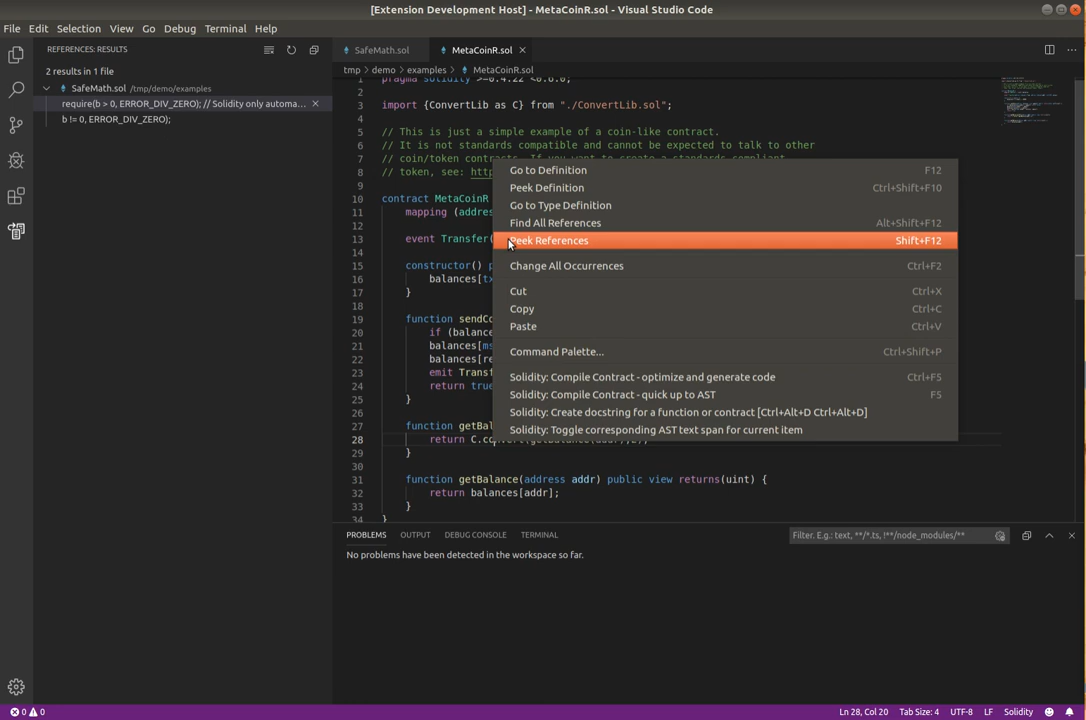 [Extension Development Host] - MetaCoinR.sol - Visual Studio Code
File Edit Selection View Go Debug Terminal Help
REFERENCES: RESULTS
2 results in 1 file
SafeMath.sol /tmp/demo/examples
require(b > 0, ERROR_DIV_ZERO); // Solidity only automa...
b != 0, ERROR_DIV_ZERO);
SafeMath.sol
MetaCoinR.sol
tmp > demo > examples > MetaCoinR.sol
1 pragma solidity >=0.4.22 <0.6.0;
2
3 import {ConvertLib as C} from "./ConvertLib.sol";
4
5 // This is just a simple example of a coin-like contract.
6 // It is not standards compatible and cannot be expected to talk to other
7 // coin/token contracts. If you want to create a standards-compliant
8 // token, see: http
9
10 contract MetaCoinR
11 mapping (addres
12
13 event Transfer(
14
15 constructor() p
16 balances[tx
17 }
18
19 function sendCo
20 if (balance
21 balances[ms
22 balances[re
23 emit Transf
24 return true
25 }
26
27 function getBal
28 return C.convert(getBalance(addr),2);
29 }
30
31 function getBalance(address addr) public view returns(uint) {
32 return balances[addr];
33 }
34 }
Go to Definition F12
Peek Definition Ctrl+Shift+F10
Go to Type Definition
Find All References Alt+Shift+F12
Peek References Shift+F12
Change All Occurrences Ctrl+F2
Cut Ctrl+X
Copy Ctrl+C
Paste Ctrl+V
Command Palette... Ctrl+Shift+P
Solidity: Compile Contract - optimize and generate code Ctrl+F5
Solidity: Compile Contract - quick up to AST F5
Solidity: Create docstring for a function or contract [Ctrl+Alt+D Ctrl+Alt+D]
Solidity: Toggle corresponding AST text span for current item
PROBLEMS OUTPUT DEBUG CONSOLE TERMINAL
Filter. E.g.: text, **/*.ts, !**/node_modules/**
No problems have been detected in the workspace so far.
0 0
Ln 28, Col 20 Tab Size: 4 UTF-8 LF Solidity